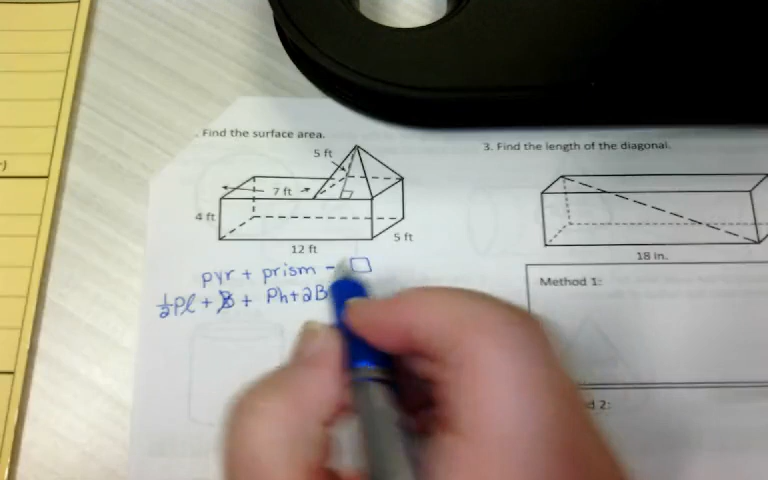 . Find the surface area.
5 ft
7 ft
4 ft
12 ft
5 ft
pyr + prism - □
½Pl + B + Ph+2B
3. Find the length of the diagonal.
18 in.
Method 1:
d 2: